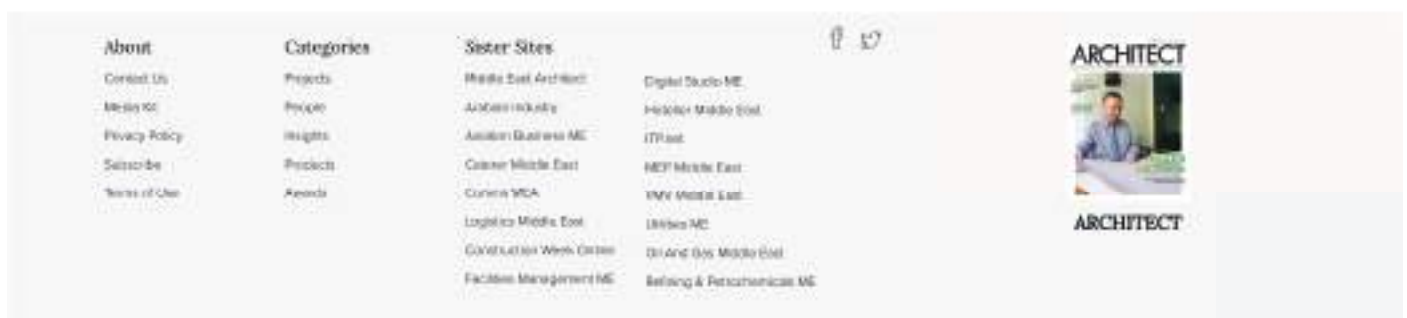 About
Contact Us
Media Kit
Privacy Policy
Subscribe
Terms of Use
Categories
Projects
People
Insights
Products
Awards
Sister Sites
Middle East Architect
Arabian Industry
Aviation Business ME
Caterer Middle East
Comms MEA
Logistics Middle East
Construction Week Online
Facilities Management ME
Digital Studio ME
Hotelier Middle East
ITP.net
MEP Middle East
PMV Middle East
Utilities ME
Oil And Gas Middle East
Refining & Petrochemicals ME
ARCHITECT
ARCHITECT